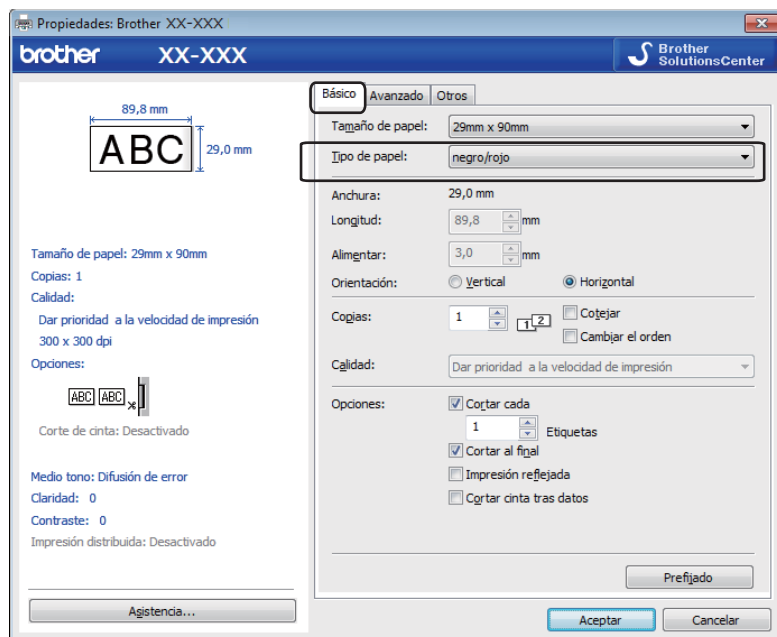 Propiedades: Brother XX-XXX
brother XX-XXX
Brother
SolutionsCenter
Básico Avanzado Otros
89,8 mm
ABC
29,0 mm
Tamaño de papel: 29mm x 90mm
Tipo de papel: negro/rojo
Anchura: 29,0 mm
Longitud: 89,8 mm
Alimentar: 3,0 mm
Orientación: Vertical Horizontal
Copias: 1 1 2 Cotejar
Cambiar el orden
Calidad: Dar prioridad a la velocidad de impresión
Opciones: Cortar cada
1 Etiquetas
Cortar al final
Impresión reflejada
Cortar cinta tras datos
Prefijado
Tamaño de papel: 29mm x 90mm
Copias: 1
Calidad:
Dar prioridad a la velocidad de impresión
300 x 300 dpi
Opciones:
ABC ABC
Corte de cinta: Desactivado
Medio tono: Difusión de error
Claridad: 0
Contraste: 0
Impresión distribuida: Desactivado
Asistencia...
Aceptar Cancelar